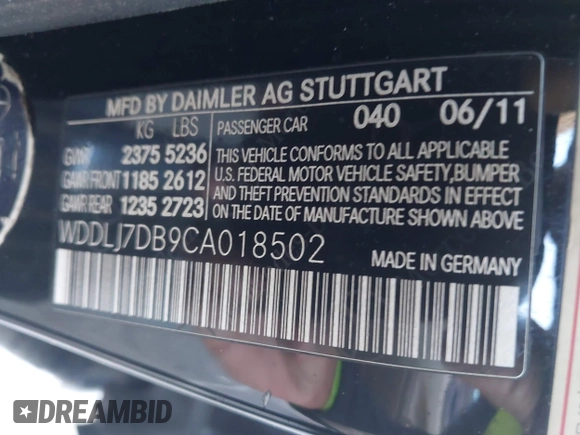 MFD BY DAIMLER AG STUTTGART
KG LBS PASSENGER CAR 040 06/11
GVWR 2375 5236 THIS VEHICLE CONFORMS TO ALL APPLICABLE
GAWR FRONT 1185 2612 U.S. FEDERAL MOTOR VEHICLE SAFETY, BUMPER
GAWR REAR 1235 2723 AND THEFT PREVENTION STANDARDS IN EFFECT
ON THE DATE OF MANUFACTURE SHOWN ABOVE
WDDLJ7DB9CA018502 MADE IN GERMANY
DREAMBID